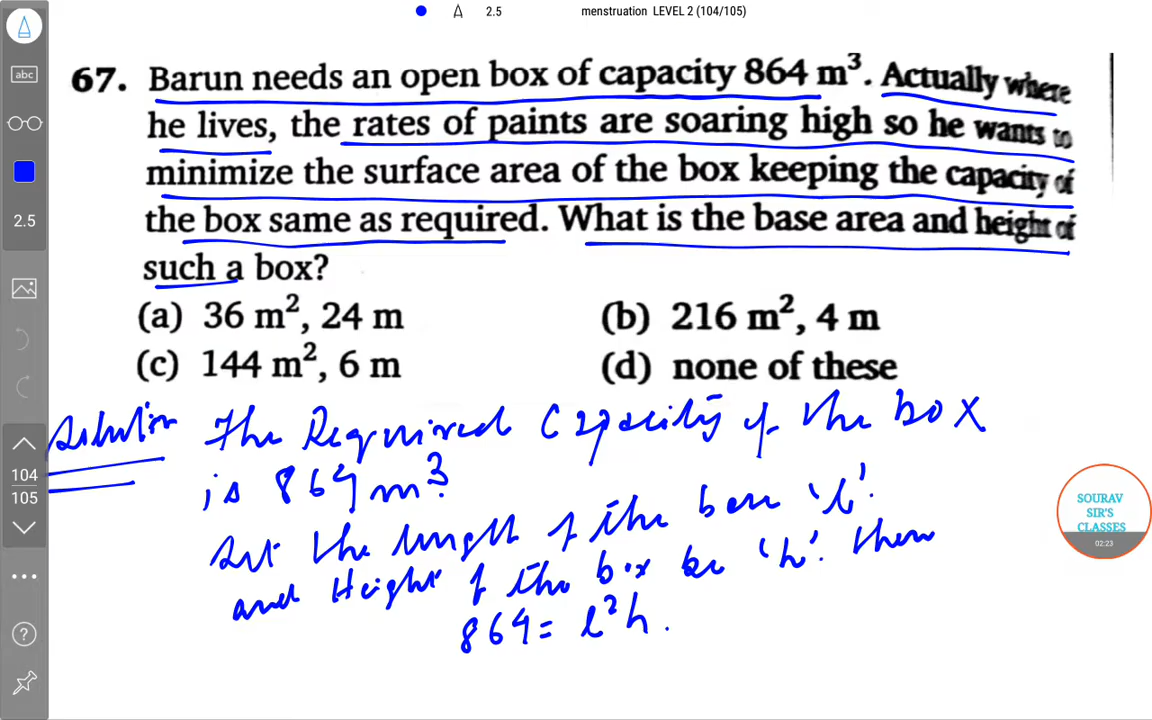 2.5 menstruation LEVEL 2 (104/105)
abc
2.5
104
105
67. Barun needs an open box of capacity 864 m³. Actually where
he lives, the rates of paints are soaring high so he wants to
minimize the surface area of the box keeping the capacity of
the box same as required. What is the base area and height of
such a box?
(a) 36 m², 24 m (b) 216 m², 4 m
(c) 144 m², 6 m (d) none of these
Solution The Required Capacity of the box
is 864 m³.
Let the length of the base 'l'.
and Height of the box be 'h'. then
864 = l²h.
SOURAV
SIR'S
CLASSES
02:23